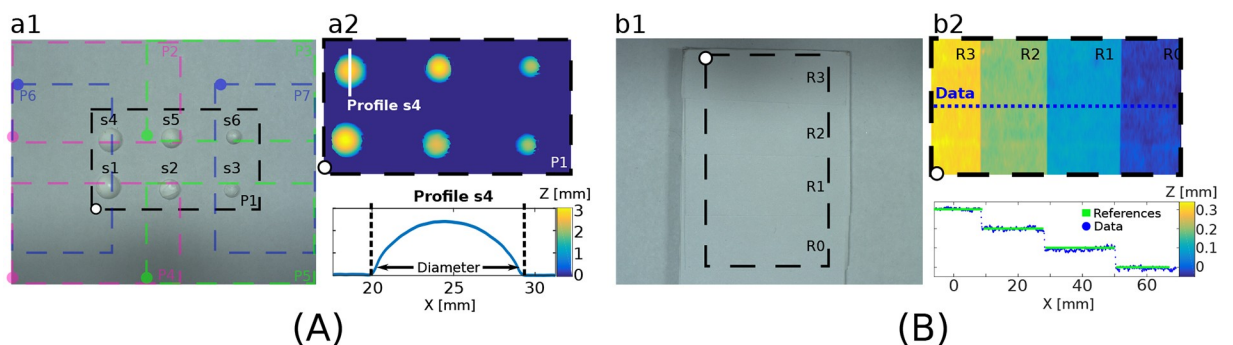 a1
P2
P3
P6
P7
s4
s5
s6
s1
s2
s3
P1
P4
P5
a2
Profile s4
P1
Profile s4
Z [mm]
3
2
1
0
Diameter
20
25
30
X [mm]
(A)
b1
R3
R2
R1
R0
b2
R3
R2
R1
R0
Data
Z [mm]
References
Data
0.3
0.2
0.1
0
0
20
40
60
X [mm]
(B)